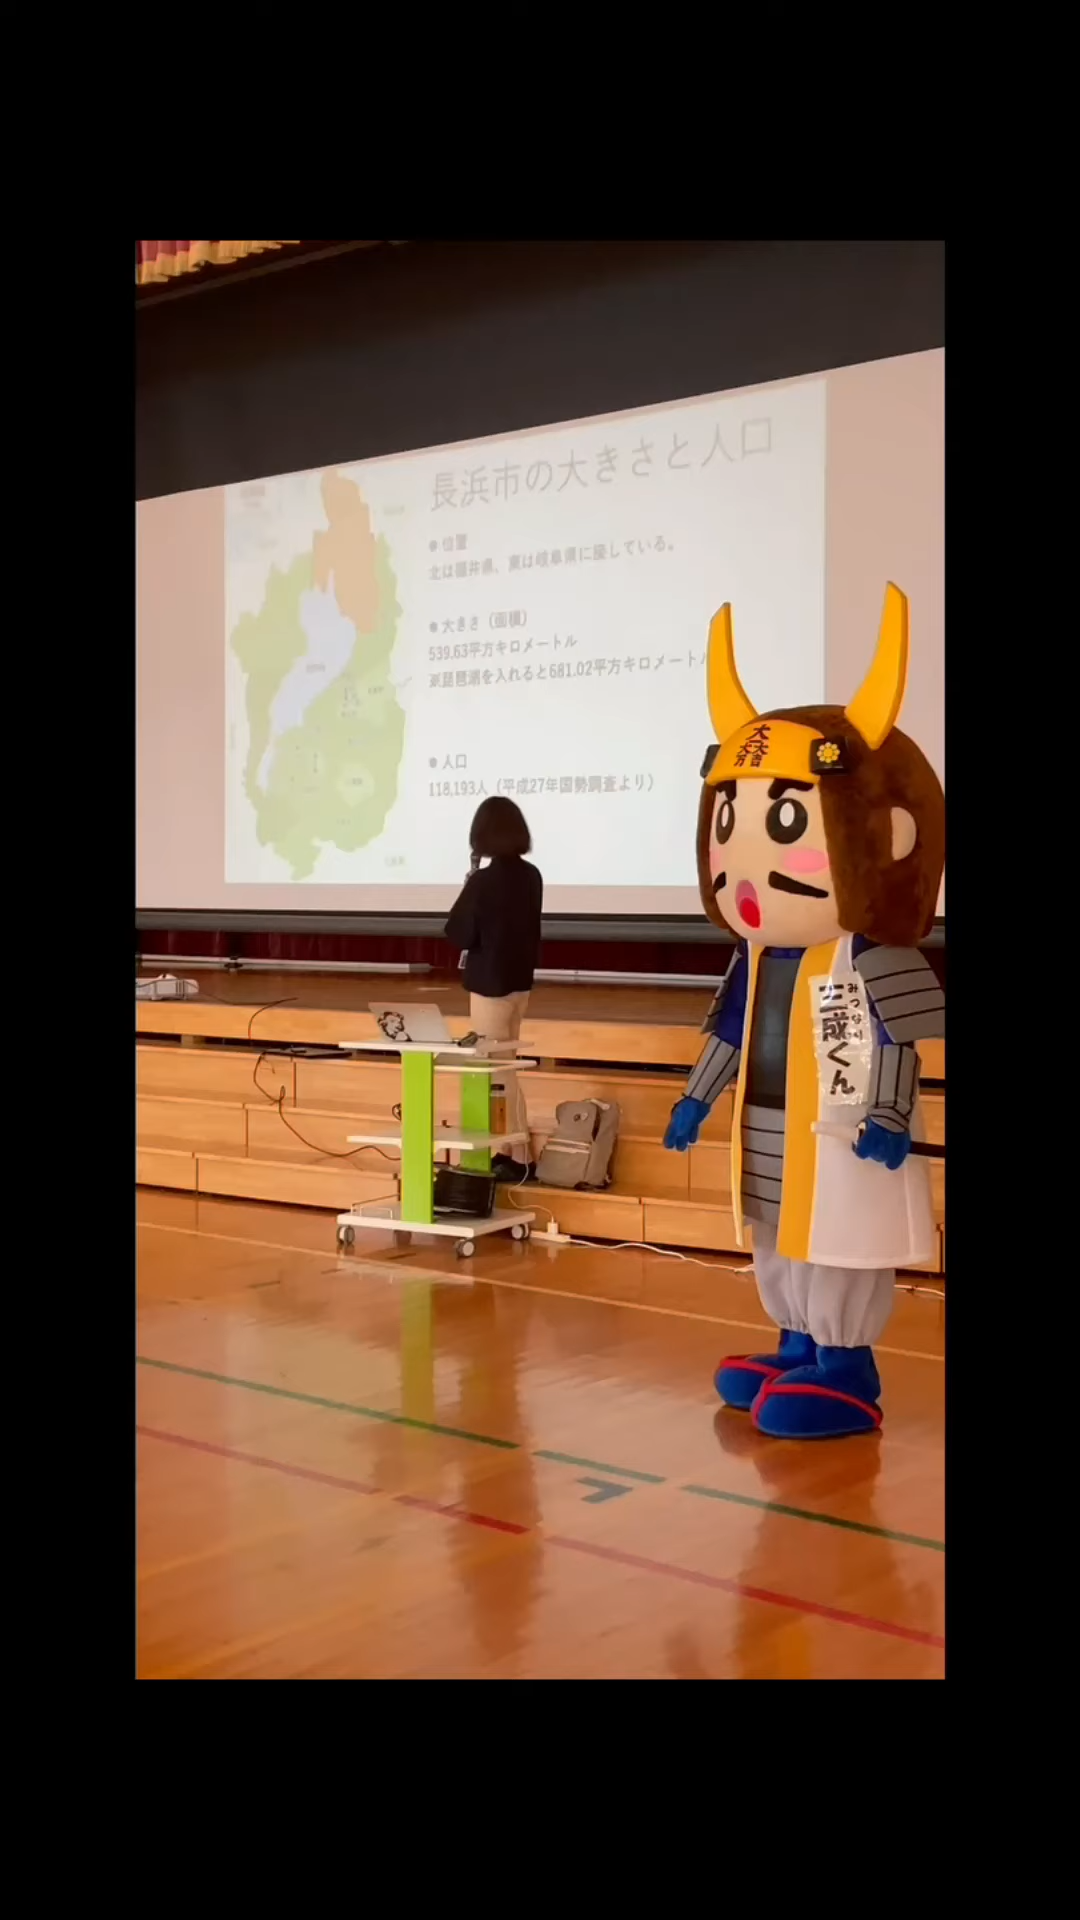 長浜市の大きさと人口
● 位置
北は福井県、東は岐阜県に接している。
● 大きさ（面積）
539.63平方キロメートル
※琵琶湖を入れると681.02平方キロメートル
● 人口
118,193人（平成27年国勢調査より）
大一大万大吉
みつなり
三成くん